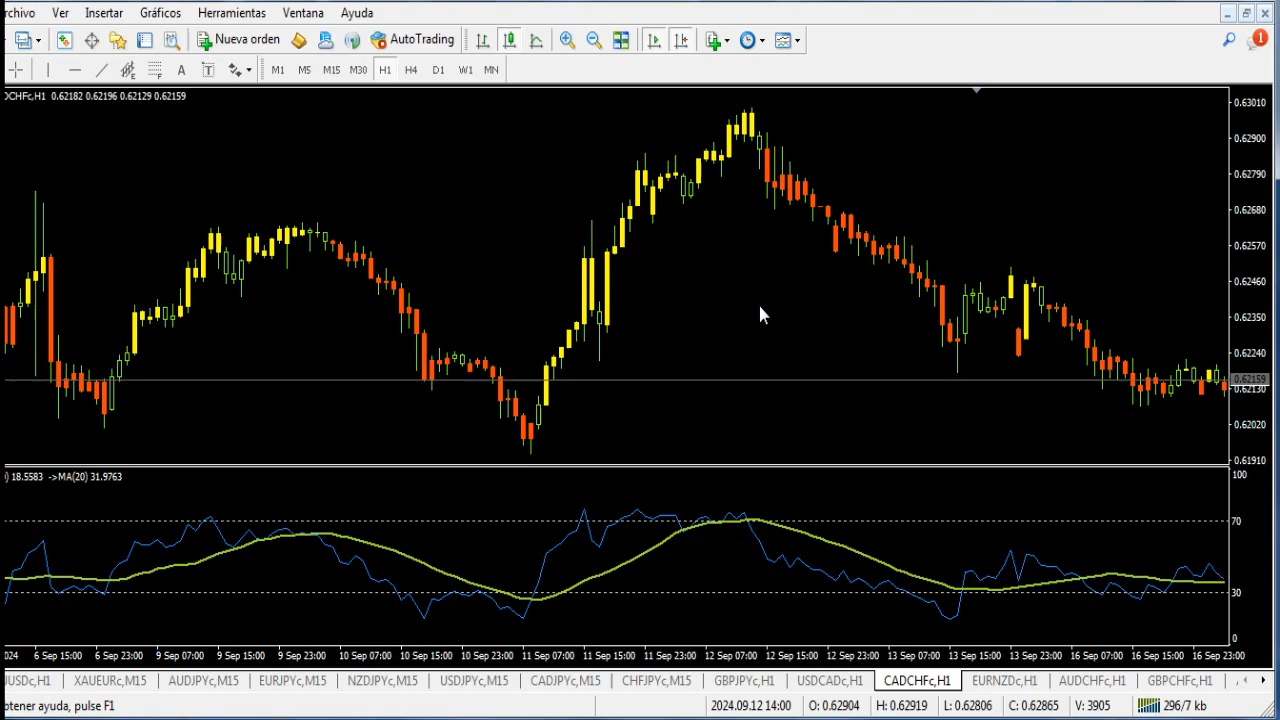 rchivo Ver Insertar Gráficos Herramientas Ventana Ayuda
Nueva orden AutoTrading 1
A T M1 M5 M15 M30 H1 H4 D1 W1 MN
DCHFc,H1 0.62182 0.62196 0.62129 0.62159
0.63010
0.62900
0.62790
0.62680
0.62570
0.62460
0.62350
0.62240
0.62159
0.62130
0.62020
0.61910
) 18.5583 ->MA(20) 31.9763
100
70
30
0
2024 6 Sep 15:00 6 Sep 23:00 9 Sep 07:00 9 Sep 15:00 9 Sep 23:00 10 Sep 07:00 10 Sep 15:00 10 Sep 23:00 11 Sep 07:00 11 Sep 15:00 11 Sep 23:00 12 Sep 07:00 12 Sep 15:00 12 Sep 23:00 13 Sep 07:00 13 Sep 15:00 13 Sep 23:00 16 Sep 07:00 16 Sep 15:00 16 Sep 23:00
USDc,H1 XAUEURc,M15 AUDJPYc,M15 EURJPYc,M15 NZDJPYc,M15 USDJPYc,M15 CADJPYc,M15 CHFJPYc,M15 GBPJPYc,H1 USDCADc,H1 CADCHFc,H1 EURNZDc,H1 AUDCHFc,H1 GBPCHFc,H1
btener ayuda, pulse F1 2024.09.12 14:00 O: 0.62904 H: 0.62919 L: 0.62806 C: 0.62865 V: 3905 296/7 kb